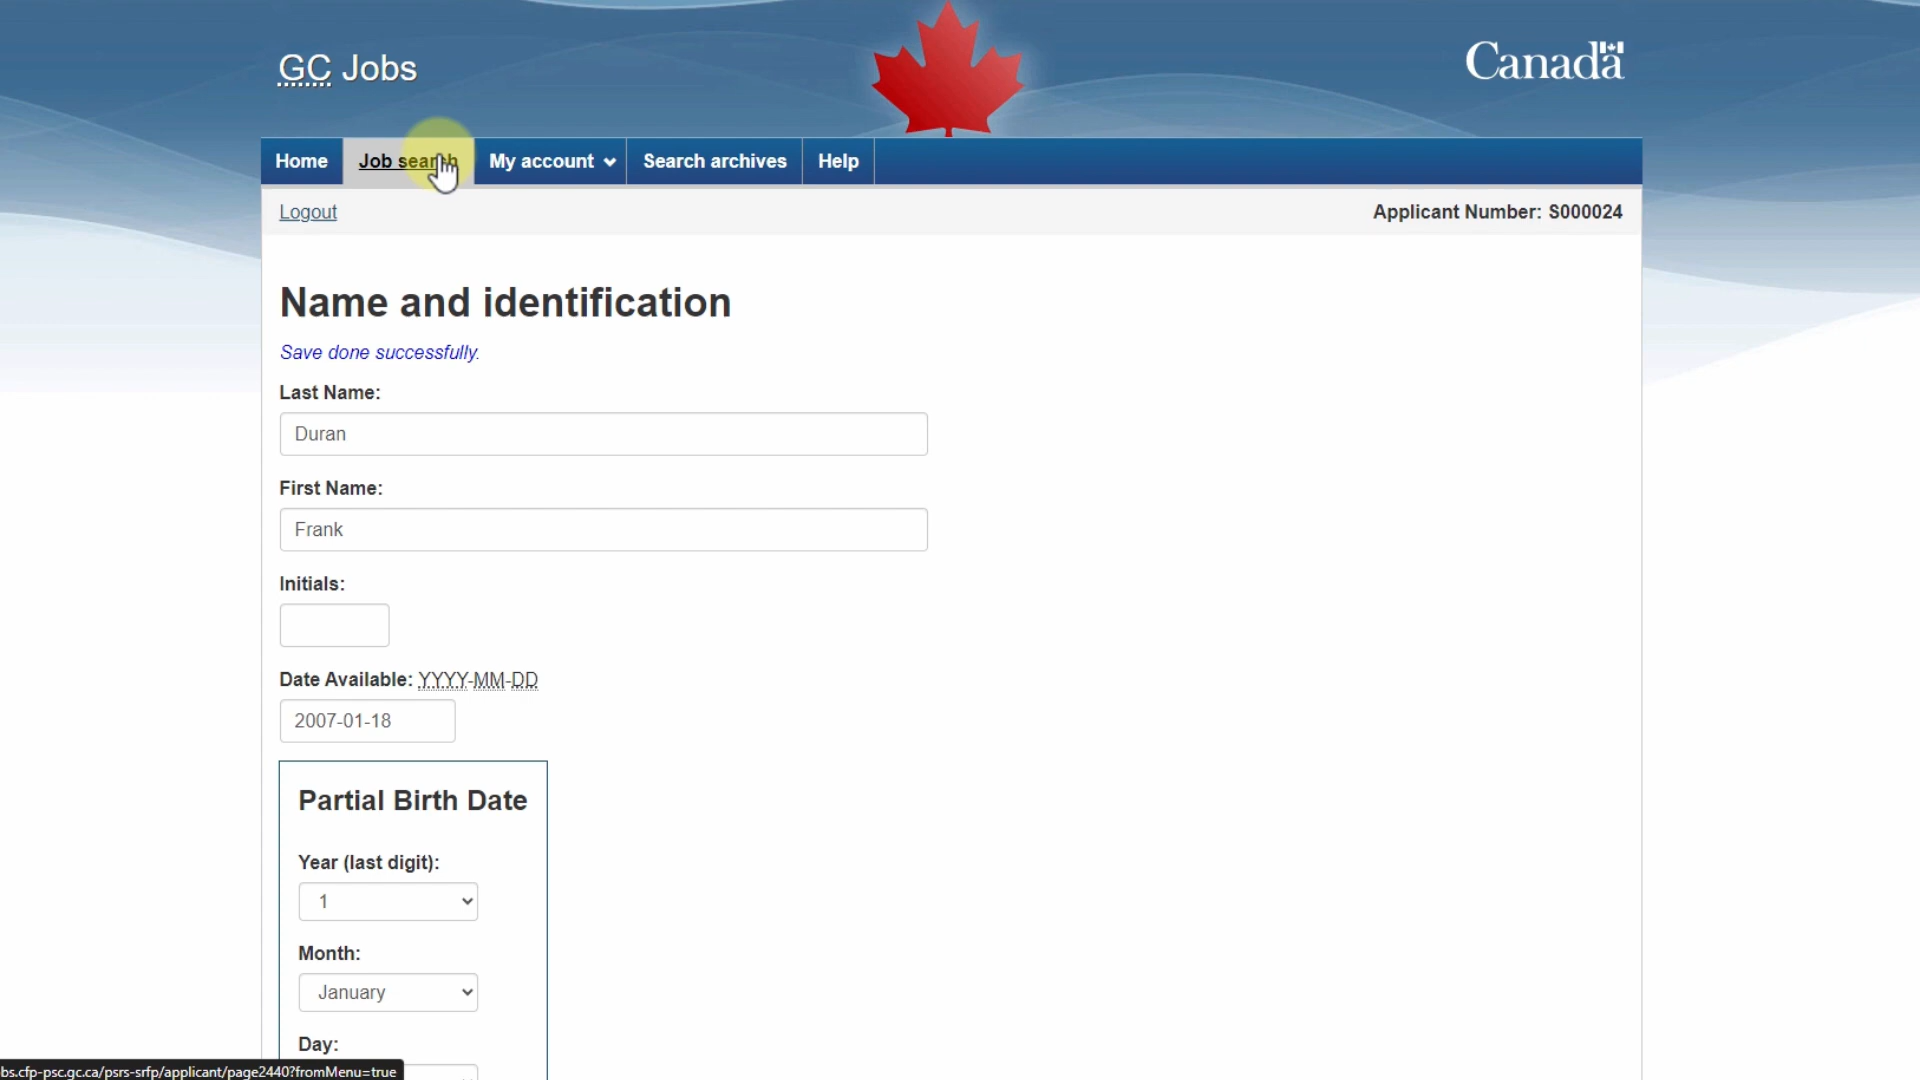 GC Jobs
Canada
Home Job search My account Search archives Help
Logout Applicant Number: S000024
Name and identification
Save done successfully.
Last Name:
Duran
First Name:
Frank
Initials:
Date Available: YYYY-MM-DD
2007-01-18
Partial Birth Date
Year (last digit):
1
Month:
January
Day:
bs.cfp-psc.gc.ca/psrs-srfp/applicant/page2440?fromMenu=true